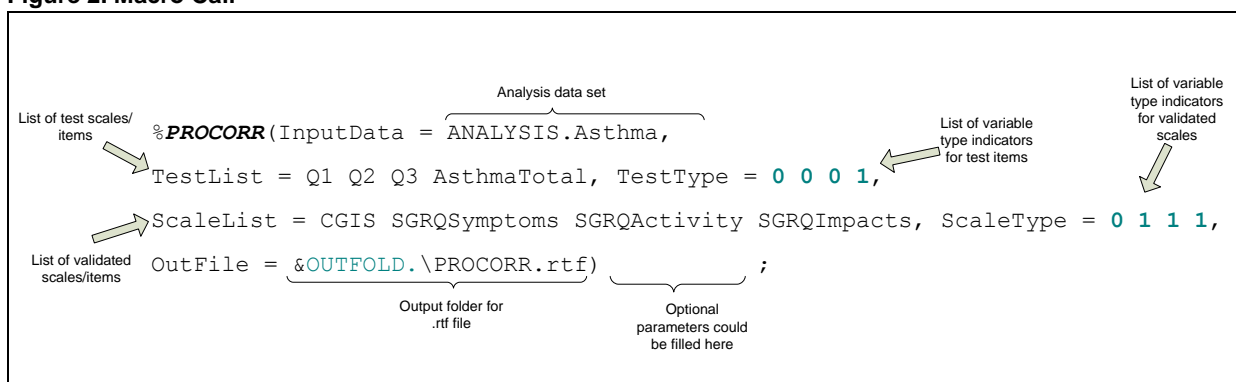 Figure 2. Macro Call
Analysis data set
List of variable
type indicators
for validated
scales
List of test scales/
items
%PROCORR(InputData = ANALYSIS.Asthma,
List of variable
type indicators
for test items
TestList = Q1 Q2 Q3 AsthmaTotal, TestType = 0 0 0 1,
ScaleList = CGIS SGRQSymptoms SGRQActivity SGRQImpacts, ScaleType = 0 1 1 1,
List of validated
scales/items
OutFile = &OUTFOLD.\PROCORR.rtf) ;
Output folder for
.rtf file
Optional
parameters could
be filled here